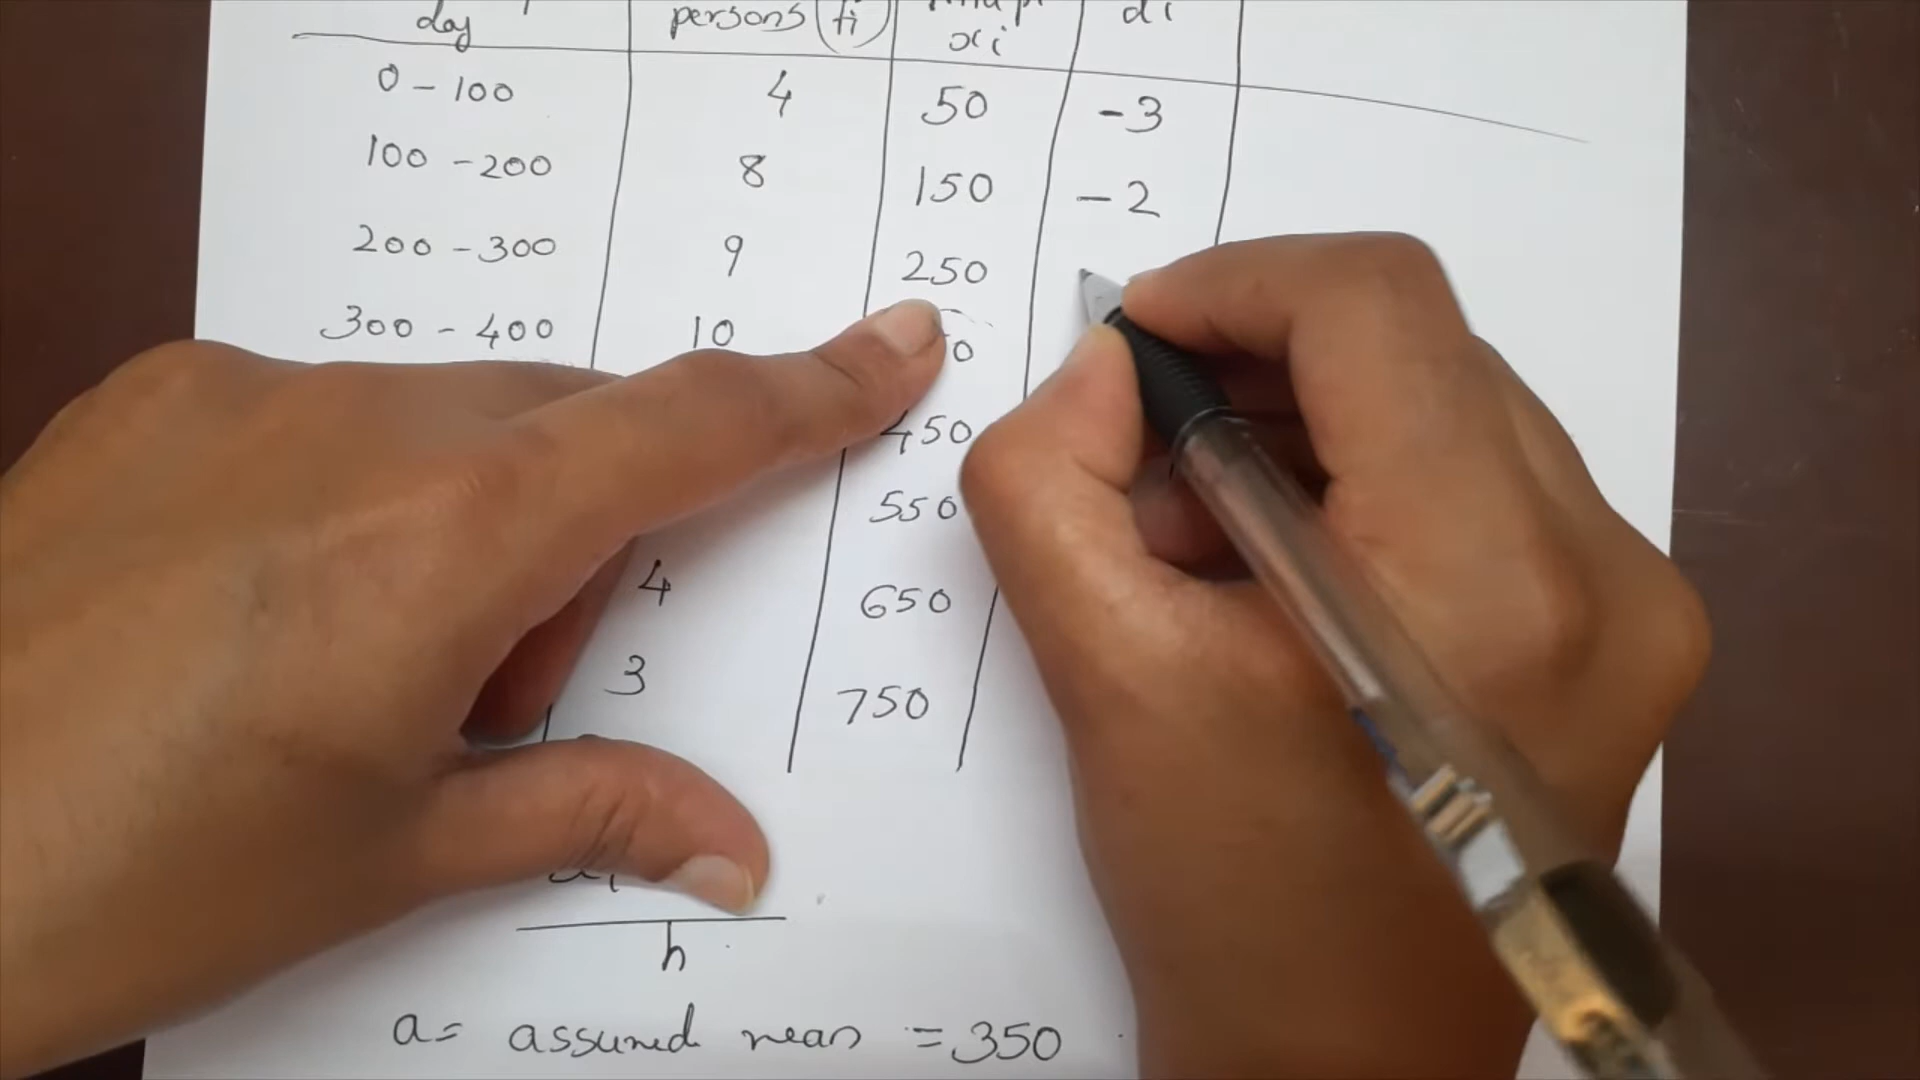 day persons (fi) xi di
0 - 100 4 50 -3
100 - 200 8 150 -2
200 - 300 9 250
300 - 400 10
450
550
4 650
3 750
h
a = assumed mean = 350